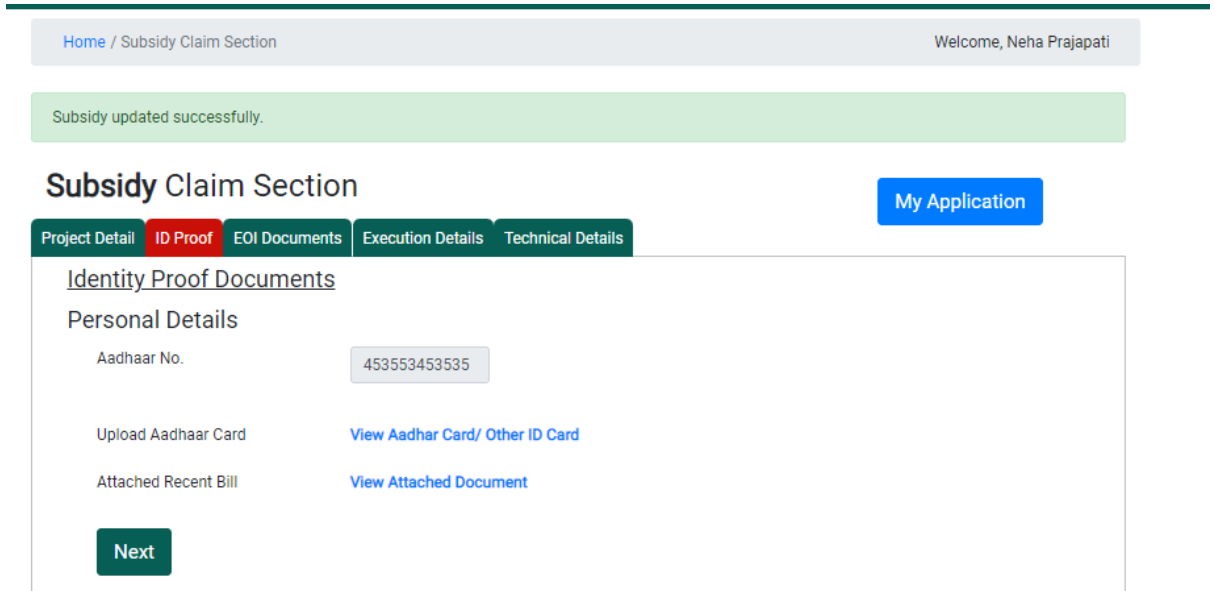 Home / Subsidy Claim Section
Welcome, Neha Prajapati
Subsidy updated successfully.
Subsidy Claim Section
My Application
Project Detail ID Proof EOI Documents Execution Details Technical Details
Identity Proof Documents
Personal Details
Aadhaar No. 453553453535
Upload Aadhaar Card View Aadhar Card/ Other ID Card
Attached Recent Bill View Attached Document
Next